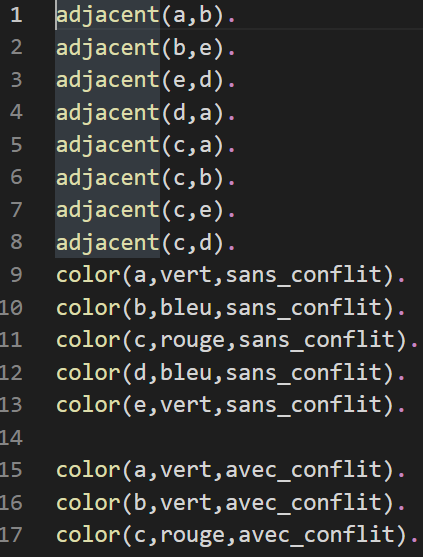 1 adjacent(a,b).
2 adjacent(b,e).
3 adjacent(e,d).
4 adjacent(d,a).
5 adjacent(c,a).
6 adjacent(c,b).
7 adjacent(c,e).
8 adjacent(c,d).
9 color(a,vert,sans_conflit).
10 color(b,bleu,sans_conflit).
11 color(c,rouge,sans_conflit).
12 color(d,bleu,sans_conflit).
13 color(e,vert,sans_conflit).
14
15 color(a,vert,avec_conflit).
16 color(b,vert,avec_conflit).
17 color(c,rouge,avec_conflit).